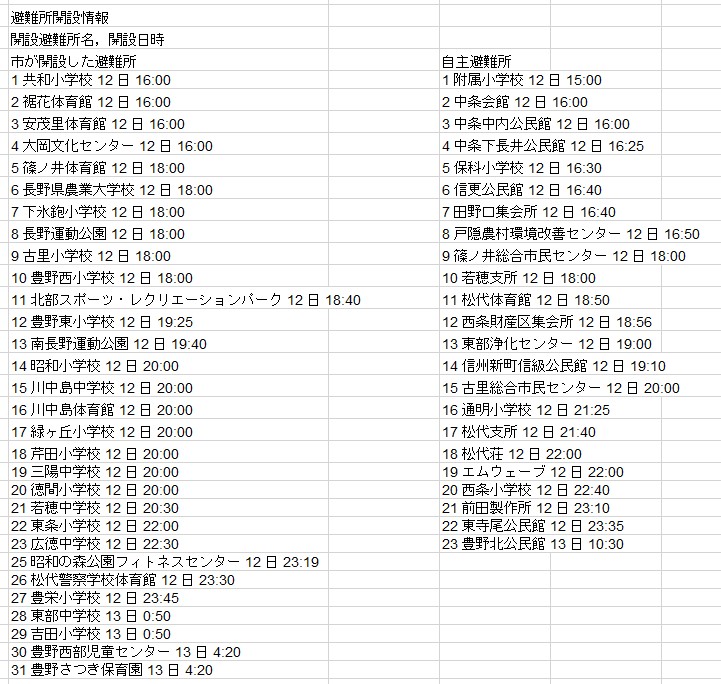 避難所開設情報
開設避難所名，開設日時
市が開設した避難所
1 共和小学校 12 日 16:00
2 裾花体育館 12 日 16:00
3 安茂里体育館 12 日 16:00
4 大岡文化センター 12 日 16:00
5 篠ノ井体育館 12 日 18:00
6 長野県農業大学校 12 日 18:00
7 下氷鉋小学校 12 日 18:00
8 長野運動公園 12 日 18:00
9 古里小学校 12 日 18:00
10 豊野西小学校 12 日 18:00
11 北部スポーツ・レクリエーションパーク 12 日 18:40
12 豊野東小学校 12 日 19:25
13 南長野運動公園 12 日 19:40
14 昭和小学校 12 日 20:00
15 川中島中学校 12 日 20:00
16 川中島体育館 12 日 20:00
17 緑ヶ丘小学校 12 日 20:00
18 芹田小学校 12 日 20:00
19 三陽中学校 12 日 20:00
20 徳間小学校 12 日 20:00
21 若穂中学校 12 日 20:30
22 東条小学校 12 日 22:00
23 広徳中学校 12 日 22:30
25 昭和の森公園フィトネスセンター 12 日 23:19
26 松代警察学校体育館 12 日 23:30
27 豊栄小学校 12 日 23:45
28 東部中学校 13 日 0:50
29 吉田小学校 13 日 0:50
30 豊野西部児童センター 13 日 4:20
31 豊野さつき保育園 13 日 4:20
自主避難所
1 附属小学校 12 日 15:00
2 中条会館 12 日 16:00
3 中条中内公民館 12 日 16:00
4 中条下長井公民館 12 日 16:25
5 保科小学校 12 日 16:30
6 信更公民館 12 日 16:40
7 田野口集会所 12 日 16:40
8 戸隠農村環境改善センター 12 日 16:50
9 篠ノ井総合市民センター 12 日 18:00
10 若穂支所 12 日 18:00
11 松代体育館 12 日 18:50
12 西条財産区集会所 12 日 18:56
13 東部浄化センター 12 日 19:00
14 信州新町信級公民館 12 日 19:10
15 古里総合市民センター 12 日 20:00
16 通明小学校 12 日 21:25
17 松代支所 12 日 21:40
18 松代荘 12 日 22:00
19 エムウェーブ 12 日 22:00
20 西条小学校 12 日 22:40
21 前田製作所 12 日 23:10
22 東寺尾公民館 12 日 23:35
23 豊野北公民館 13 日 10:30